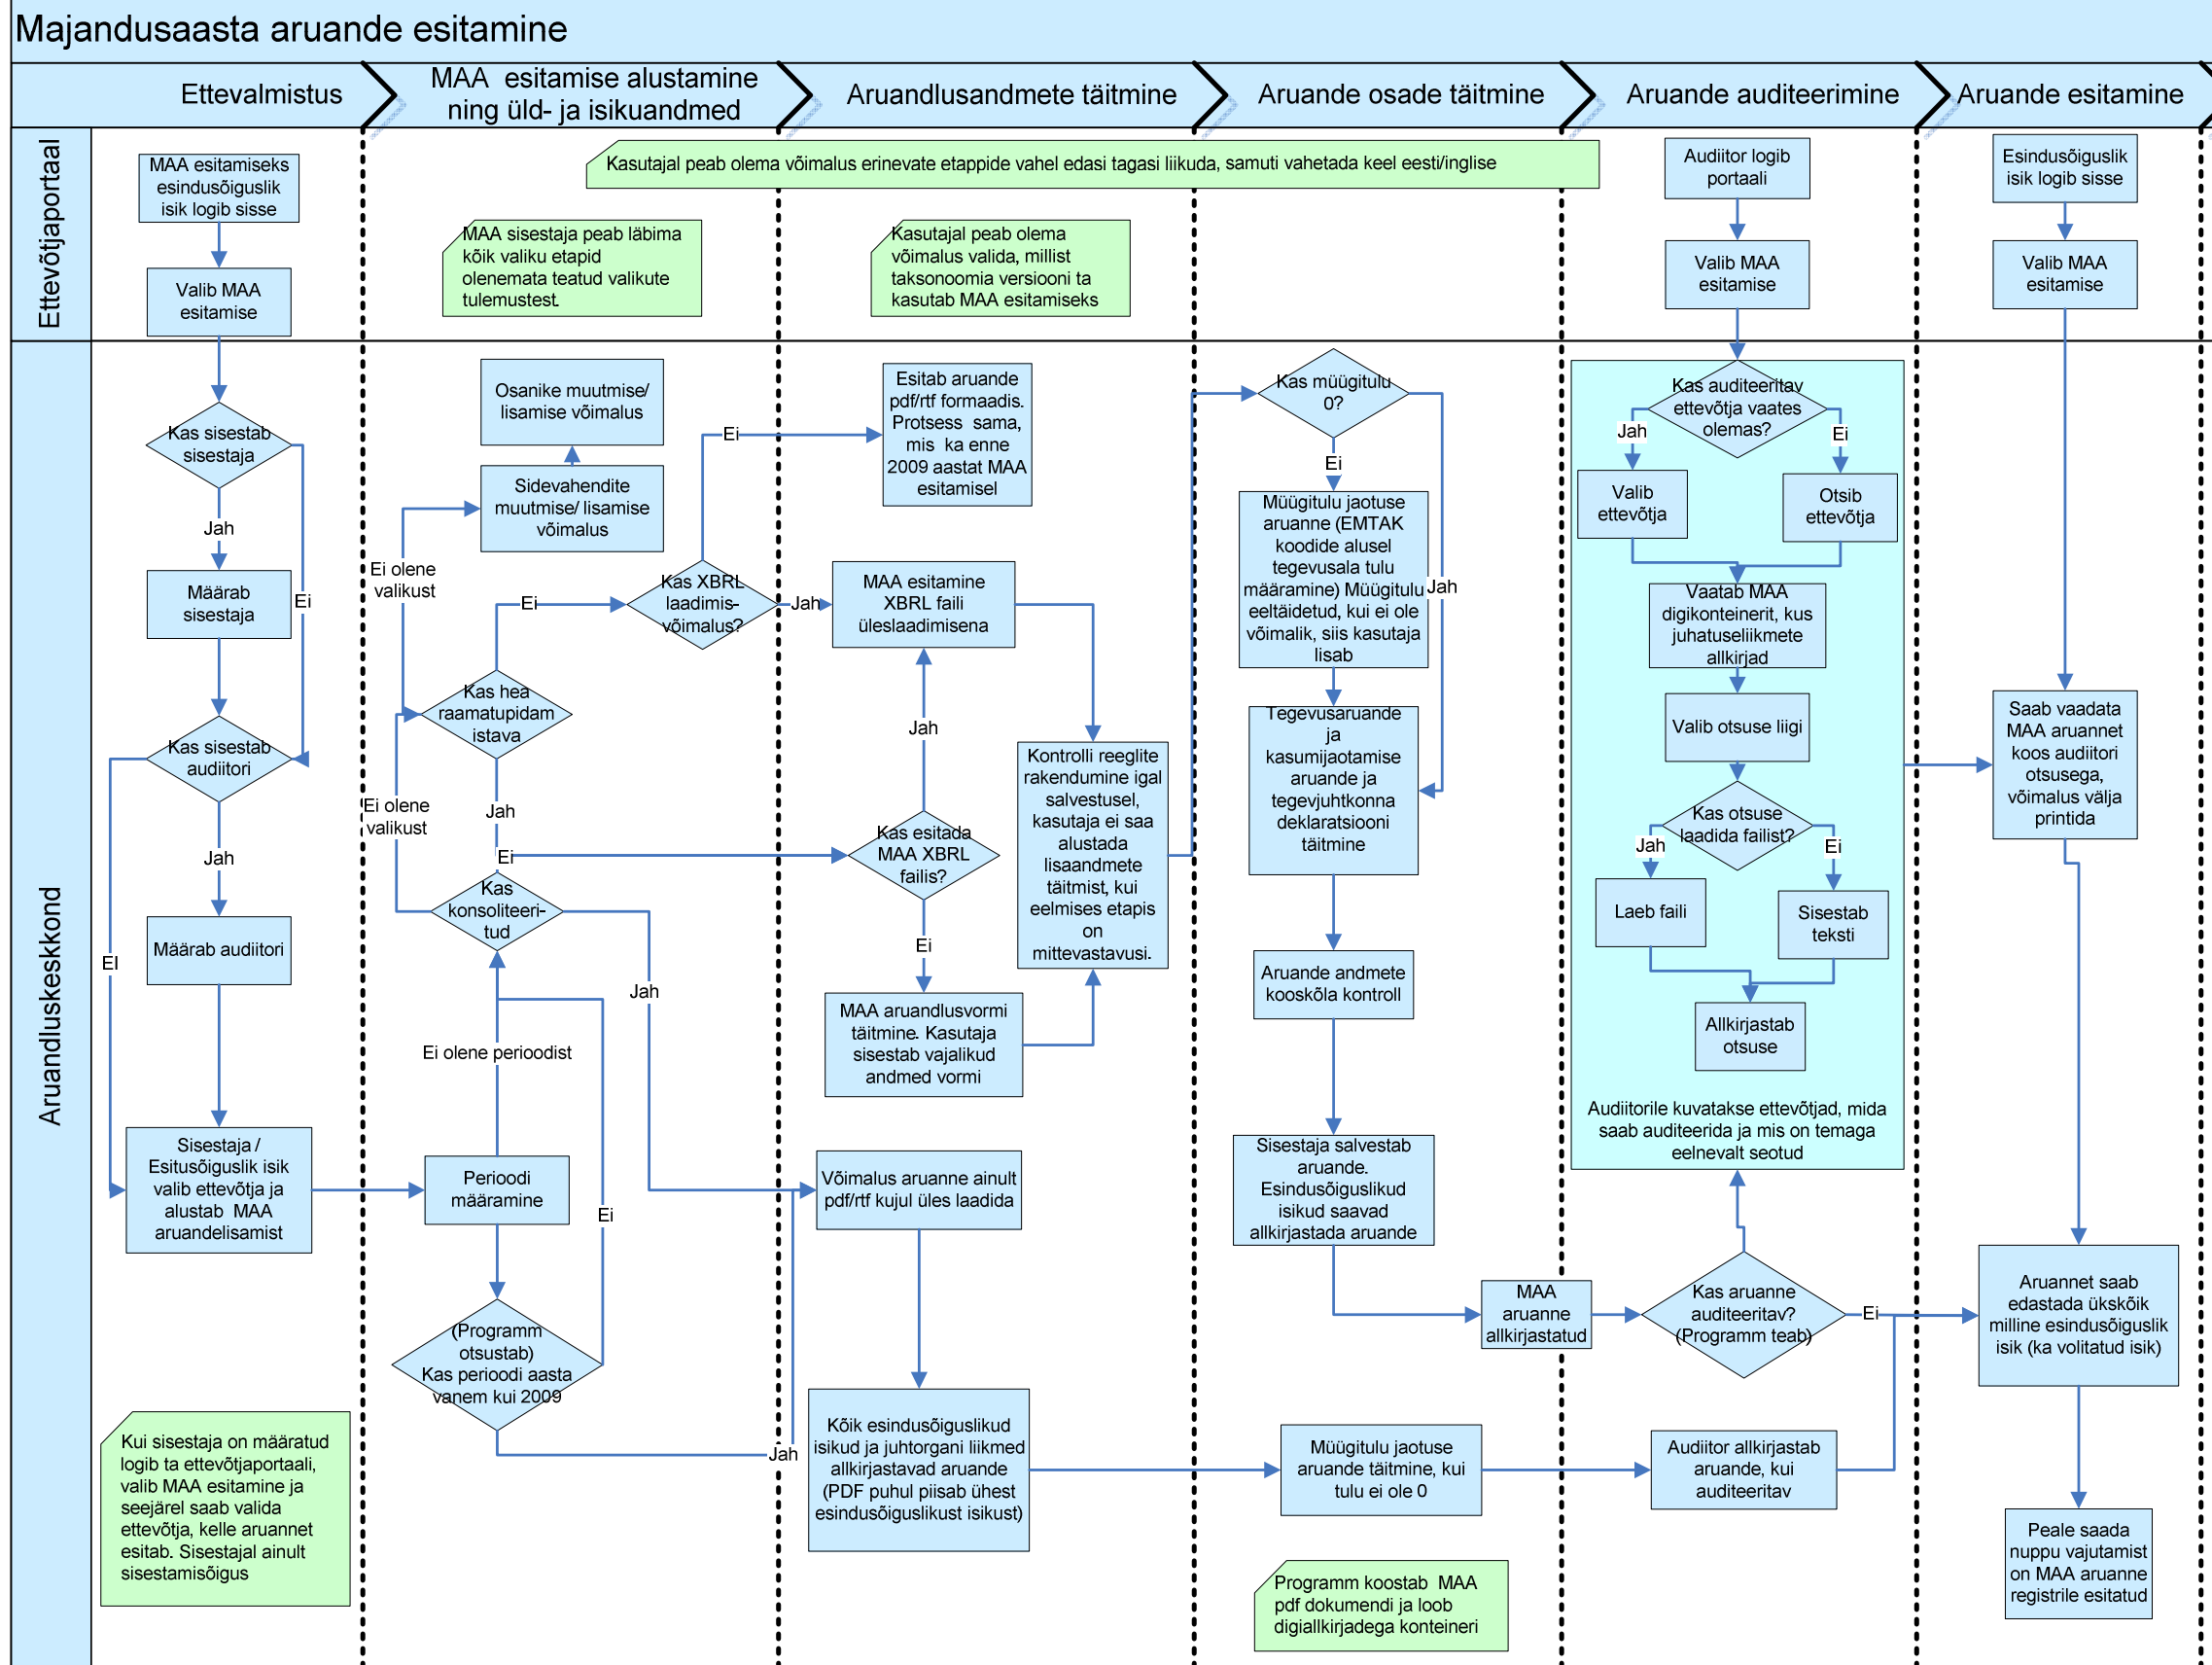 Majandusaasta aruande esitamine
Ettevalmistus
MAA esitamise alustamine
ning üld- ja isikuandmed
Aruandlusandmete täitmine
Aruande osade täitmine
Aruande auditeerimine
Aruande esitamine
Ettevõtjaportaal
Aruandluskeskkond
MAA esitamiseks
esindusõiguslik
isik logib sisse
Valib MAA
esitamise
Kas sisestab
sisestaja
Jah
Ei
Määrab
sisestaja
Kas sisestab
audiitori
Jah
EI
Määrab audiitori
Sisestaja /
Esitusõiguslik isik
valib ettevõtja ja
alustab MAA
aruandelisamist
Kui sisestaja on määratud
logib ta ettevõtjaportaali,
valib MAA esitamine ja
seejärel saab valida
ettevõtja, kelle aruannet
esitab. Sisestajal ainult
sisestamisõigus
Kasutajal peab olema võimalus erinevate etappide vahel edasi tagasi liikuda, samuti vahetada keel eesti/inglise
MAA sisestaja peab läbima
kõik valiku etapid
olenemata teatud valikute
tulemustest.
Osanike muutmise/
lisamise võimalus
Sidevahendite
muutmise/ lisamise
võimalus
Ei olene
valikust
Ei
Kas XBRL
laadimis-
võimalus?
Ei
Jah
Kas hea
raamatupidam
istava
Jah
Ei olene
valikust
Ei
Kas
konsoliteeri-
tud
Jah
Ei olene perioodist
Perioodi
määramine
Ei
(Programm
otsustab)
Kas perioodi aasta
vanem kui 2009
Jah
Kasutajal peab olema
võimalus valida, millist
taksonoomia versiooni ta
kasutab MAA esitamiseks
Esitab aruande
pdf/rtf formaadis.
Protsess sama,
mis ka enne
2009 aastat MAA
esitamisel
MAA esitamine
XBRL faili
üleslaadimisena
Jah
Kas esitada
MAA XBRL
failis?
Ei
MAA aruandlusvormi
täitmine. Kasutaja
sisestab vajalikud
andmed vormi
Kontrolli reeglite
rakendumine igal
salvestusel,
kasutaja ei saa
alustada
lisaandmete
täitmist, kui
eelmises etapis
on
mittevastavusi.
Võimalus aruanne ainult
pdf/rtf kujul üles laadida
Kõik esindusõiguslikud
isikud ja juhtorgani liikmed
allkirjastavad aruande
(PDF puhul piisab ühest
esindusõiguslikust isikust)
Kas müügitulu
0?
Ei
Jah
Müügitulu jaotuse
aruanne (EMTAK
koodide alusel
tegevusala tulu
määramine) Müügitulu
eeltäidetud, kui ei ole
võimalik, siis kasutaja
lisab
Tegevusaruande
ja
kasumijaotamise
aruande ja
tegevjuhtkonna
deklaratsiooni
täitmine
Aruande andmete
kooskõla kontroll
Sisestaja salvestab
aruande.
Esindusõiguslikud
isikud saavad
allkirjastada aruande
MAA
aruanne
allkirjastatud
Müügitulu jaotuse
aruande täitmine, kui
tulu ei ole 0
Programm koostab MAA
pdf dokumendi ja loob
digiallkirjadega konteineri
Audiitor logib
portaali
Valib MAA
esitamise
Kas auditeeritav
ettevõtja vaates
olemas?
Jah
Ei
Valib
ettevõtja
Otsib
ettevõtja
Vaatab MAA
digikonteinerit, kus
juhatuseliikmete
allkirjad
Valib otsuse liigi
Kas otsuse
laadida failist?
Jah
Ei
Laeb faili
Sisestab
teksti
Allkirjastab
otsuse
Audiitorile kuvatakse ettevõtjad, mida
saab auditeerida ja mis on temaga
eelnevalt seotud
Kas aruanne
auditeeritav?
(Programm teab)
Ei
Audiitor allkirjastab
aruande, kui
auditeeritav
Esindusõiguslik
isik logib sisse
Valib MAA
esitamise
Saab vaadata
MAA aruannet
koos audiitori
otsusega,
võimalus välja
printida
Aruannet saab
edastada ükskõik
milline esindusõiguslik
isik (ka volitatud isik)
Peale saada
nuppu vajutamist
on MAA aruanne
registrile esitatud